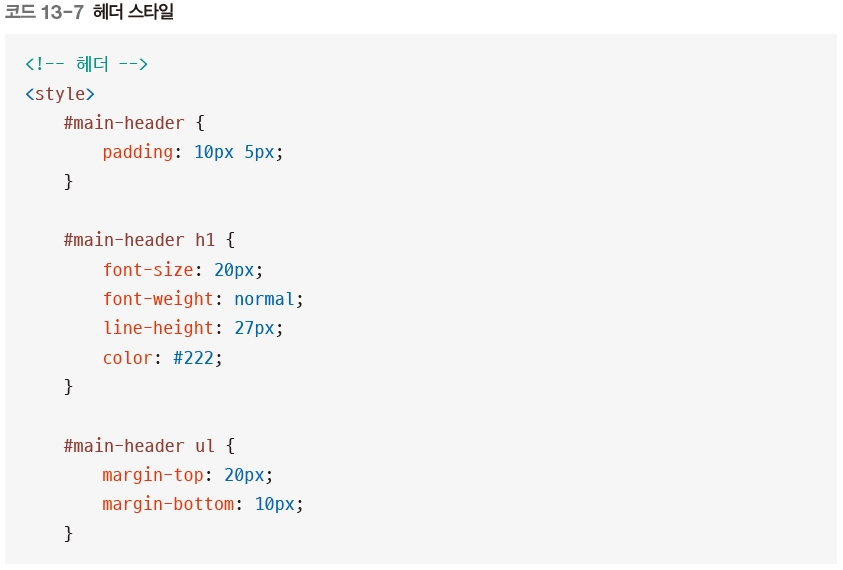 코드 13-7 헤더 스타일
<!-- 헤더 -->
<style>
#main-header {
padding: 10px 5px;
}
#main-header h1 {
font-size: 20px;
font-weight: normal;
line-height: 27px;
color: #222;
}
#main-header ul {
margin-top: 20px;
margin-bottom: 10px;
}